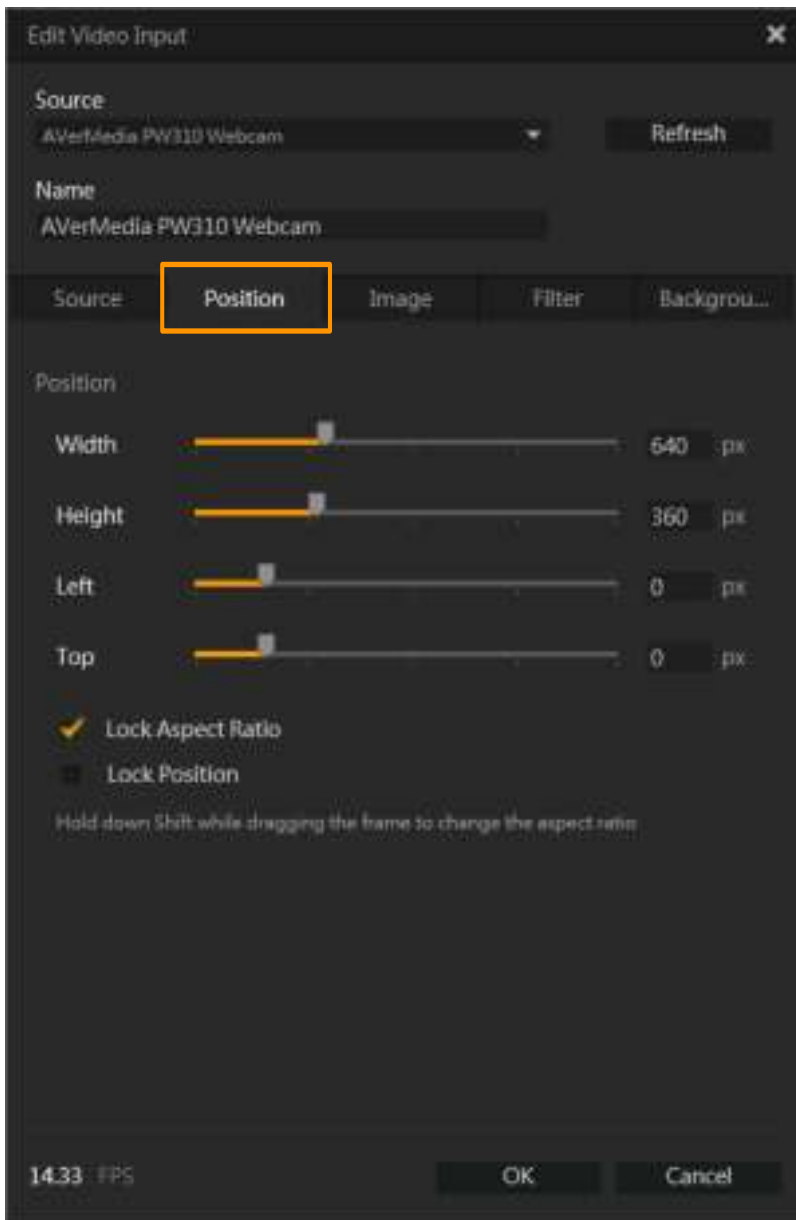 Edit Video Input
Source
AVerMedia PW310 Webcam
Refresh
Name
AVerMedia PW310 Webcam
Source Position Image Filter Backgrou...
Position
Width 640 px
Height 360 px
Left 0 px
Top 0 px
Lock Aspect Ratio
Lock Position
Hold down Shift while dragging the frame to change the aspect ratio
14.33 FPS OK Cancel